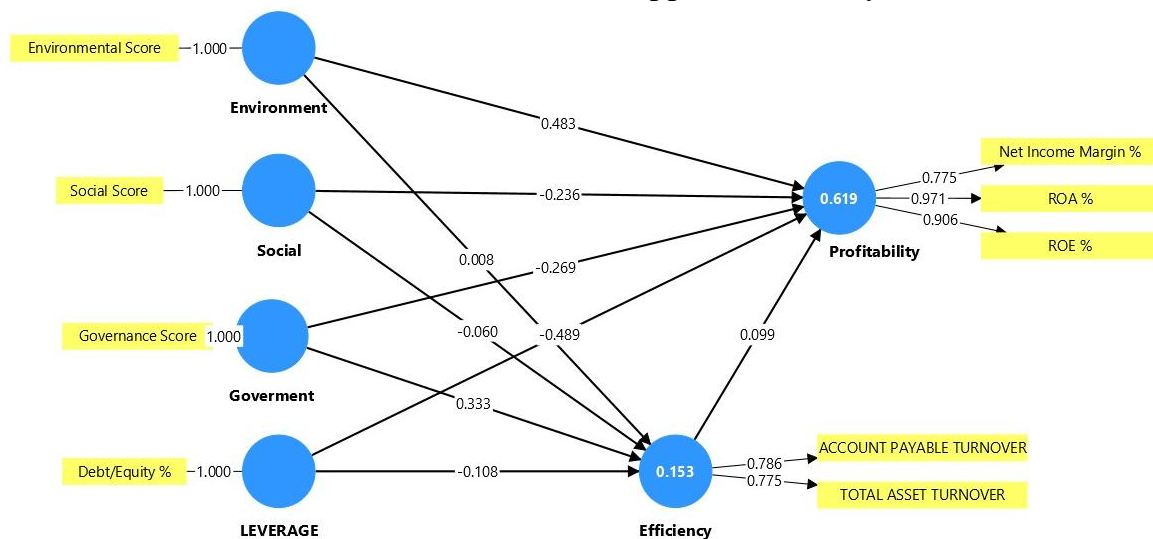 Environmental Score
1.000
Environment
0.483
Social Score
1.000
Social
-0.236
0.008
-0.269
Governance Score
1.000
Goverment
-0.060
-0.489
0.333
0.099
Debt/Equity %
1.000
LEVERAGE
-0.108
0.153
Efficiency
0.619
Profitability
0.775
Net Income Margin %
0.971
ROA %
0.906
ROE %
0.786
ACCOUNT PAYABLE TURNOVER
0.775
TOTAL ASSET TURNOVER